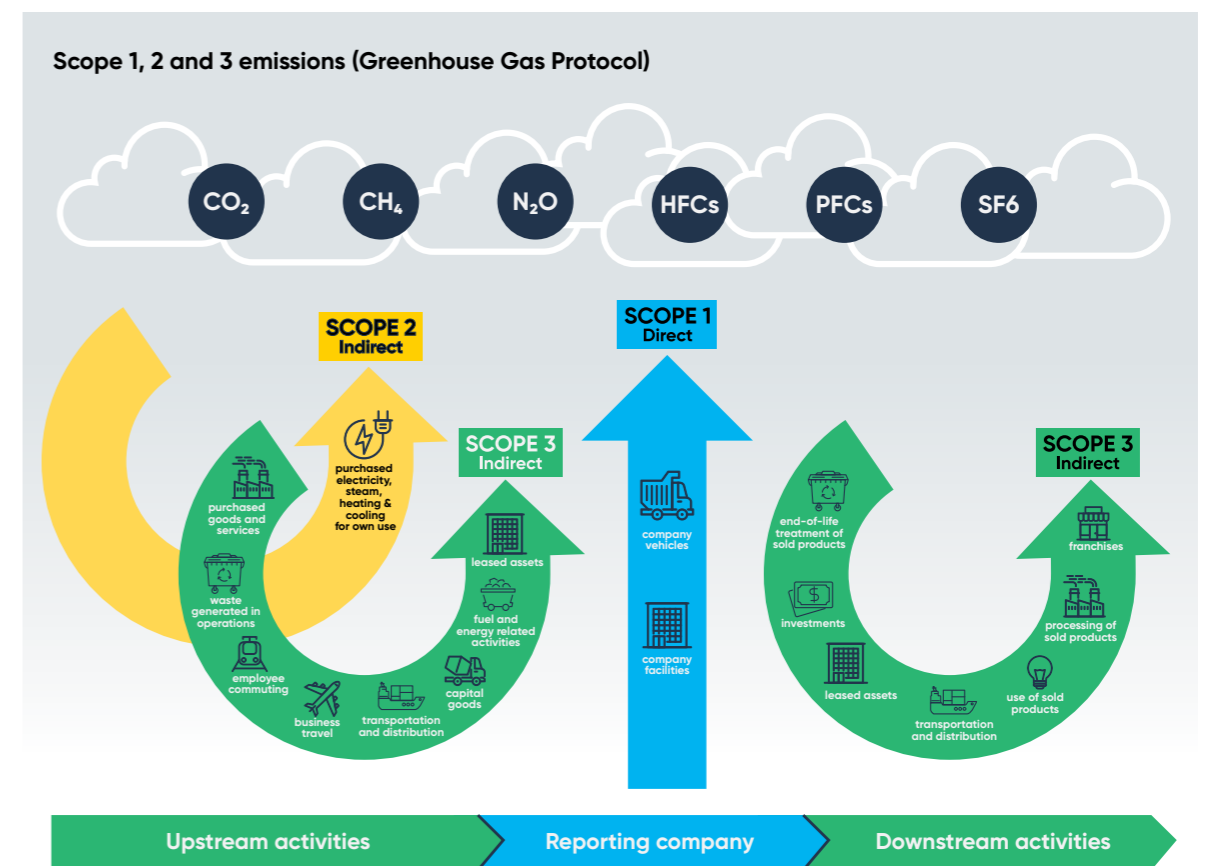 Scope 1, 2 and 3 emissions (Greenhouse Gas Protocol)
CO₂
CH₄
N₂O
HFCs
PFCs
SF6
SCOPE 2
Indirect
purchased
electricity,
steam,
heating &
cooling
for own use
SCOPE 3
Indirect
purchased
goods and
services
waste
generated in
operations
employee
commuting
business
travel
transportation
and distribution
capital
goods
fuel and
energy related
activities
leased assets
SCOPE 1
Direct
company
vehicles
company
facilities
SCOPE 3
Indirect
end-of-life
treatment of
sold products
investments
leased assets
transportation
and distribution
use of sold
products
processing of
sold products
franchises
Upstream activities
Reporting company
Downstream activities